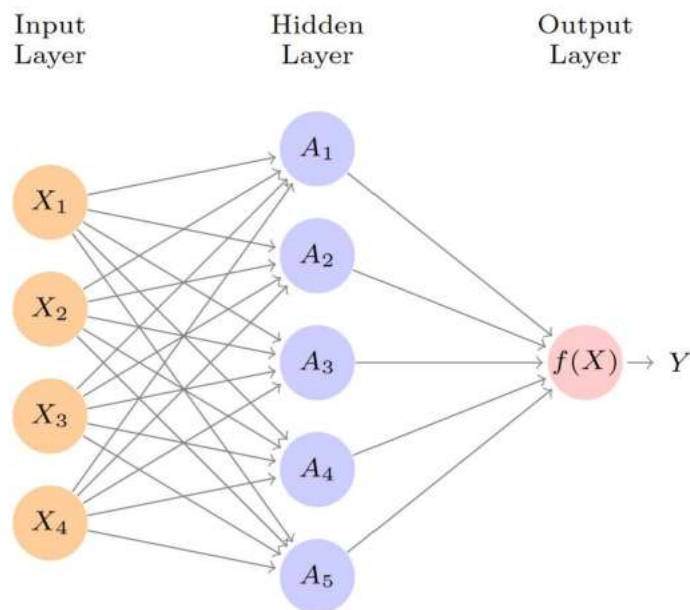 Input
Layer
Hidden
Layer
Output
Layer
X₁
X₂
X₃
X₄
A₁
A₂
A₃
A₄
A₅
f(X)
Y